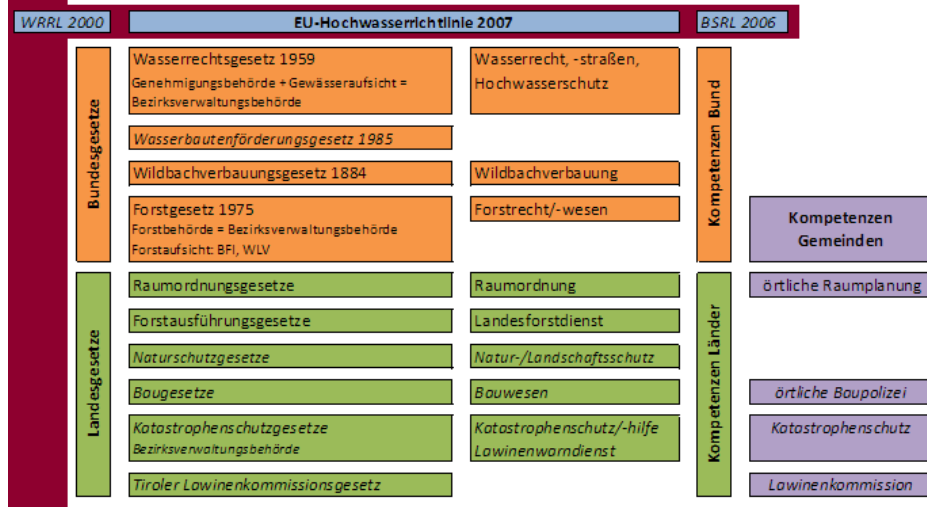 WRRL 2000
EU-Hochwasserrichtlinie 2007
BSRL 2006
Bundesgesetze
Wasserrechtsgesetz 1959
Genehmigungsbehörde + Gewässeraufsicht =
Bezirksverwaltungsbehörde
Wasserrecht, -straßen,
Hochwasserschutz
Kompetenzen Bund
Wasserbautenförderungsgesetz 1985
Wildbachverbauungsgesetz 1884
Wildbachverbauung
Forstgesetz 1975
Forstbehörde = Bezirksverwaltungsbehörde
Forstaufsicht: BFI, WLV
Forstrecht/-wesen
Kompetenzen
Gemeinden
Landesgesetze
Raumordnungsgesetze
Raumordnung
Kompetenzen Länder
örtliche Raumplanung
Forstausführungsgesetze
Landesforstdienst
Naturschutzgesetze
Natur-/Landschaftsschutz
Baugesetze
Bauwesen
örtliche Baupolizei
Katastrophenschutzgesetze
Bezirksverwaltungsbehörde
Katastrophenschutz/-hilfe
Lawinenwarndienst
Katastrophenschutz
Tiroler Lawinenkommissionsgesetz
Lawinenkommission